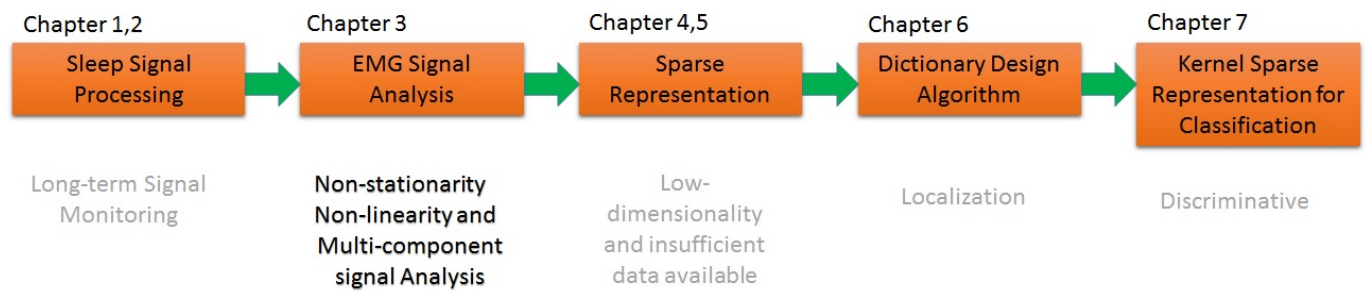 Chapter 1,2
Sleep Signal
Processing
Long-term Signal
Monitoring
Chapter 3
EMG Signal
Analysis
Non-stationarity
Non-linearity and
Multi-component
signal Analysis
Chapter 4,5
Sparse
Representation
Low-
dimensionality
and insufficient
data available
Chapter 6
Dictionary Design
Algorithm
Localization
Chapter 7
Kernel Sparse
Representation for
Classification
Discriminative